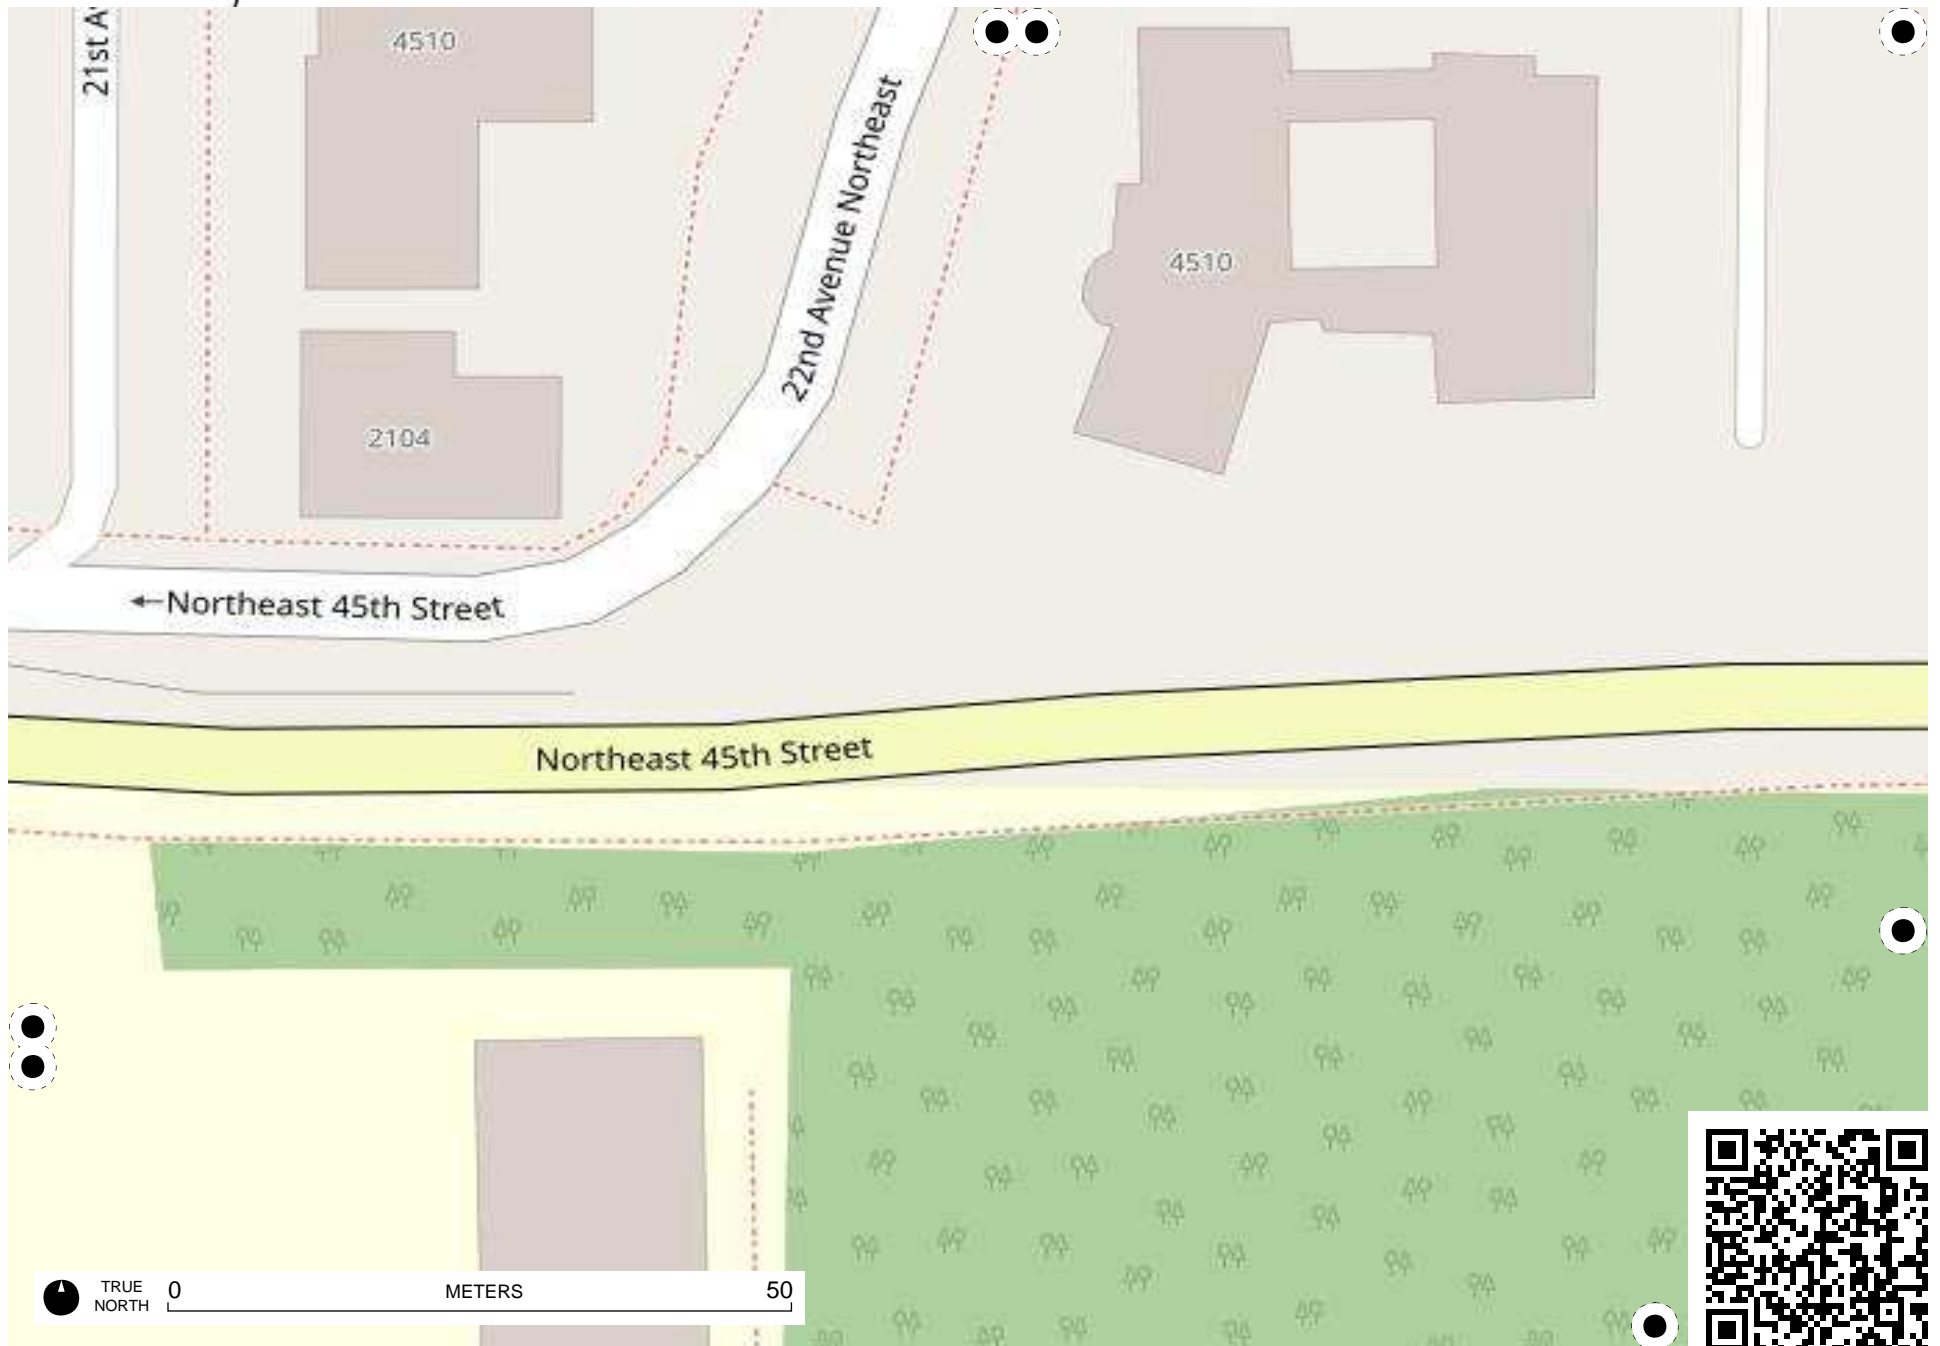 4510
21st A
22nd Avenue Northeast
4510
2104
←Northeast 45th Street
Northeast 45th Street
TRUE
NORTH
0
METERS
50